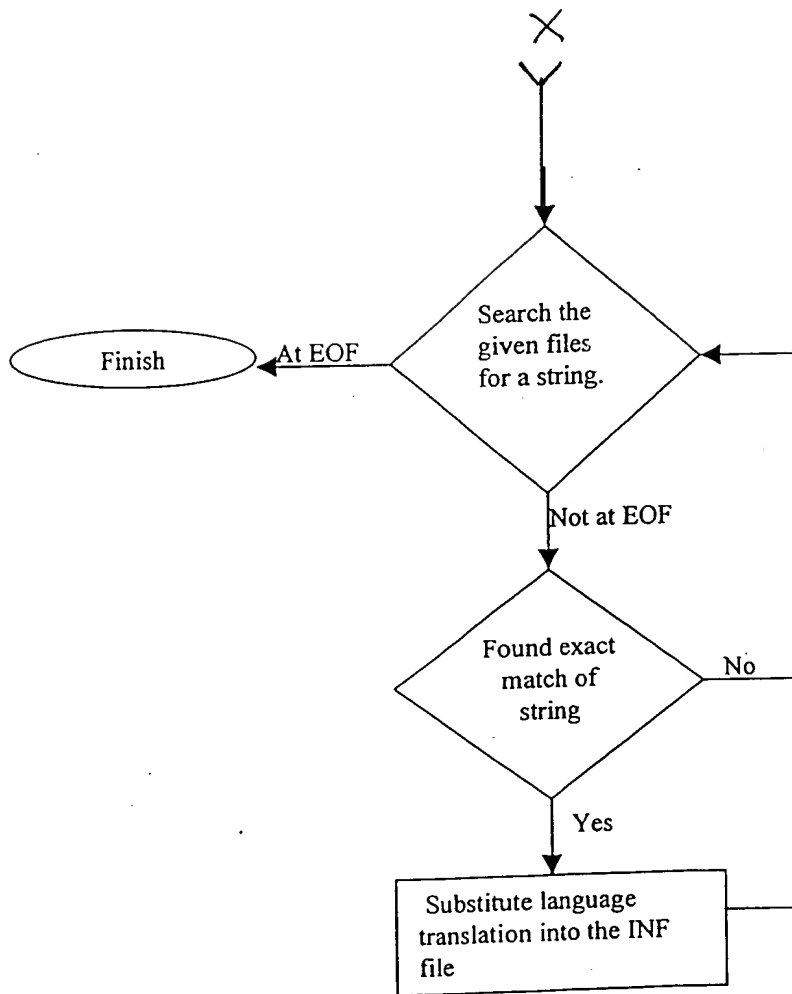 X
Search the
given files
for a string.
At EOF
Finish
Not at EOF
Found exact
match of
string
No
Yes
Substitute language
translation into the INF
file